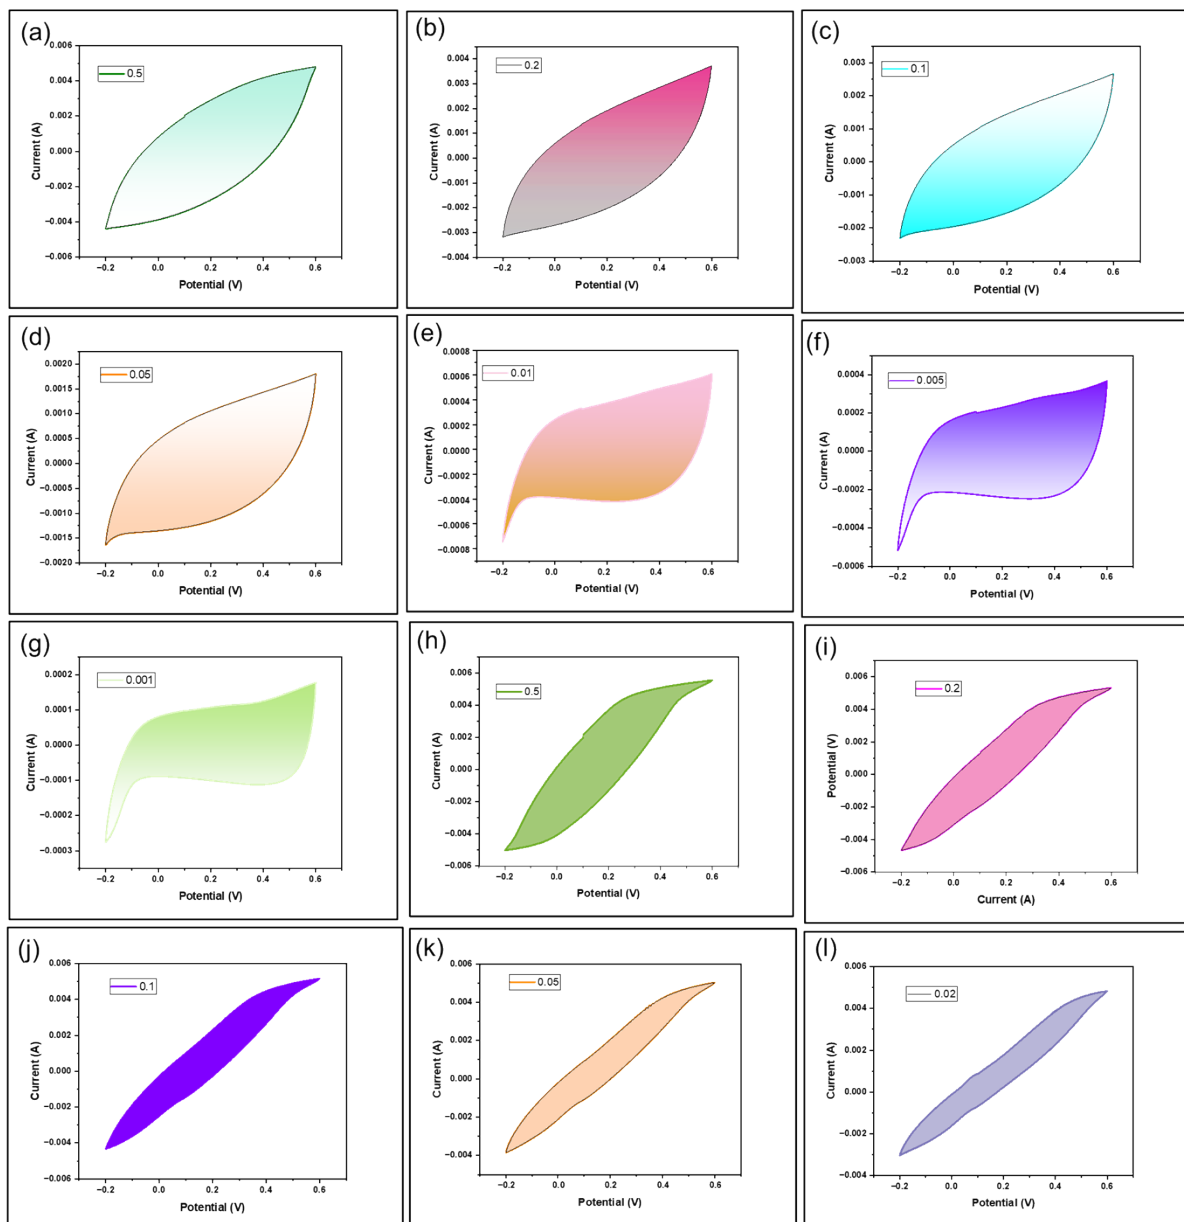 (a)
0.5
0.006
0.004
0.002
0.000
−0.002
−0.004
−0.006
−0.2 0.0 0.2 0.4 0.6
Potential (V)
Current (A)
(b)
0.2
0.004
0.003
0.002
0.001
0.000
−0.001
−0.002
−0.003
−0.004
−0.2 0.0 0.2 0.4 0.6
Potential (V)
Current (A)
(c)
0.1
0.003
0.002
0.001
0.000
−0.001
−0.002
−0.003
−0.2 0.0 0.2 0.4 0.6
Potential (V)
Current (A)
(d)
0.05
0.0020
0.0015
0.0010
0.0005
0.0000
−0.0005
−0.0010
−0.0015
−0.0020
−0.2 0.0 0.2 0.4 0.6
Potential (V)
Current (A)
(e)
0.01
0.0008
0.0006
0.0004
0.0002
0.0000
−0.0002
−0.0004
−0.0006
−0.0008
−0.2 0.0 0.2 0.4 0.6
Potential (V)
Current (A)
(f)
0.005
0.0004
0.0002
0.0000
−0.0002
−0.0004
−0.0006
−0.2 0.0 0.2 0.4 0.6
Potential (V)
Current (A)
(g)
0.001
0.0002
0.0001
0.0000
−0.0001
−0.0002
−0.0003
−0.2 0.0 0.2 0.4 0.6
Potential (V)
Current (A)
(h)
0.5
0.006
0.004
0.002
0.000
−0.002
−0.004
−0.006
−0.2 0.0 0.2 0.4 0.6
Potential (V)
Current (A)
(i)
0.2
0.006
0.004
0.002
0.000
−0.002
−0.004
−0.006
−0.2 0.0 0.2 0.4 0.6
Current (A)
Potential (V)
(j)
0.1
0.006
0.004
0.002
0.000
−0.002
−0.004
−0.006
−0.2 0.0 0.2 0.4 0.6
Potential (V)
Current (A)
(k)
0.05
0.006
0.004
0.002
0.000
−0.002
−0.004
−0.2 0.0 0.2 0.4 0.6
Potential (V)
Current (A)
(l)
0.02
0.006
0.004
0.002
0.000
−0.002
−0.004
−0.2 0.0 0.2 0.4 0.6
Potential (V)
Current (A)